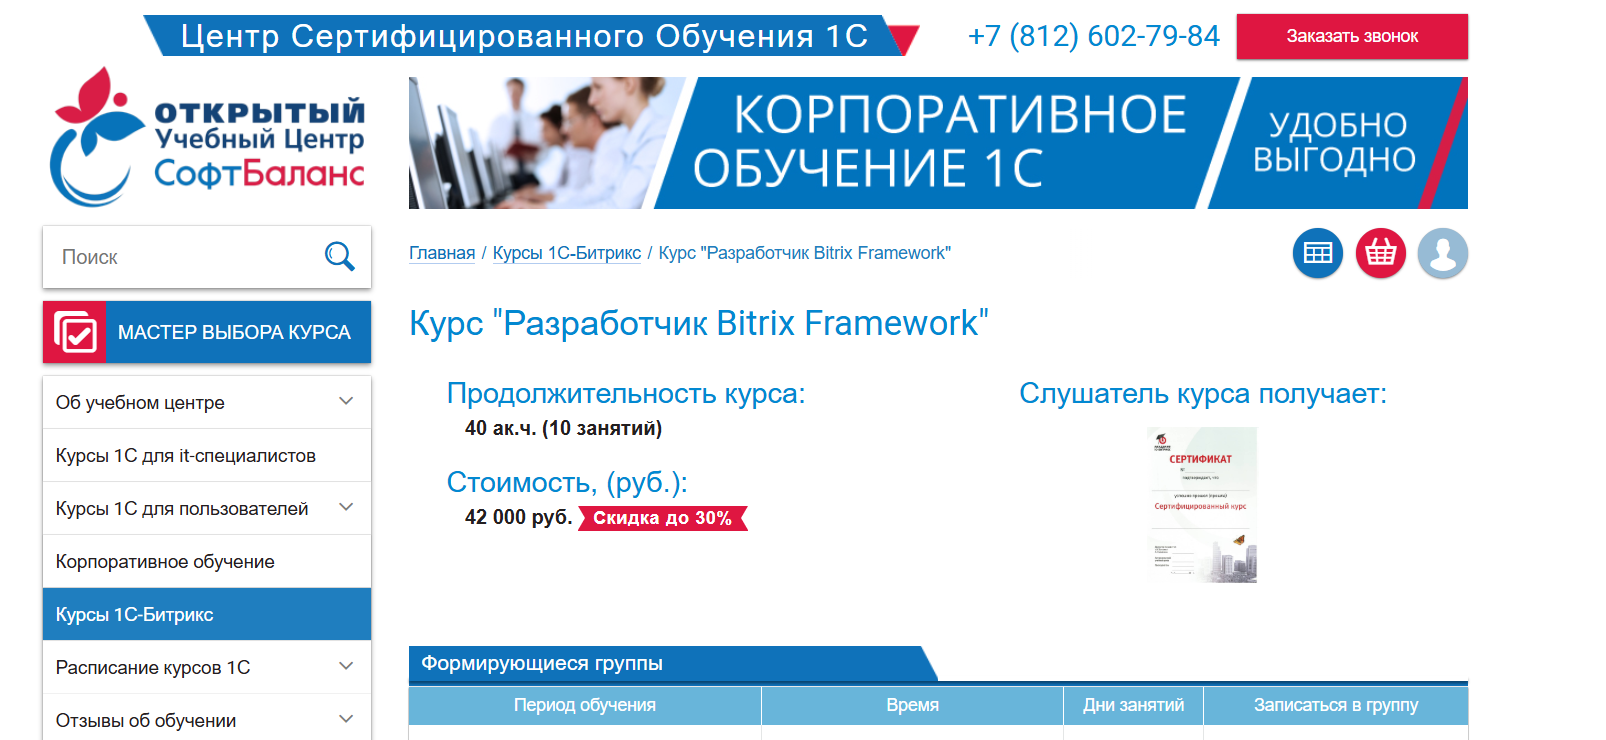 Центр Сертифицированного Обучения 1С
+7 (812) 602-79-84
Заказать звонок
ОТКРЫТЫЙ
Учебный Центр
СофтБаланс
КОРПОРАТИВНОЕ
ОБУЧЕНИЕ 1С
УДОБНО
ВЫГОДНО
Поиск
МАСТЕР ВЫБОРА КУРСА
Об учебном центре
Курсы 1С для it-специалистов
Курсы 1С для пользователей
Корпоративное обучение
Курсы 1С-Битрикс
Расписание курсов 1С
Отзывы об обучении
Главная / Курсы 1С-Битрикс / Курс "Разработчик Bitrix Framework"
Курс "Разработчик Bitrix Framework"
Продолжительность курса:
40 ак.ч. (10 занятий)
Стоимость, (руб.):
42 000 руб. Скидка до 30%
Слушатель курса получает:
СЕРТИФИКАТ
Сертифицированный курс
Формирующиеся группы
Период обучения
Время
Дни занятий
Записаться в группу